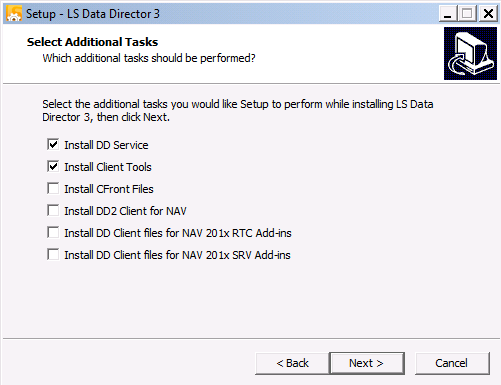 Setup - LS Data Director 3
Select Additional Tasks
Which additional tasks should be performed?
Select the additional tasks you would like Setup to perform while installing LS Data
Director 3, then click Next.
Install DD Service
Install Client Tools
Install CFront Files
Install DD2 Client for NAV
Install DD Client files for NAV 201x RTC Add-ins
Install DD Client files for NAV 201x SRV Add-ins
< Back
Next >
Cancel